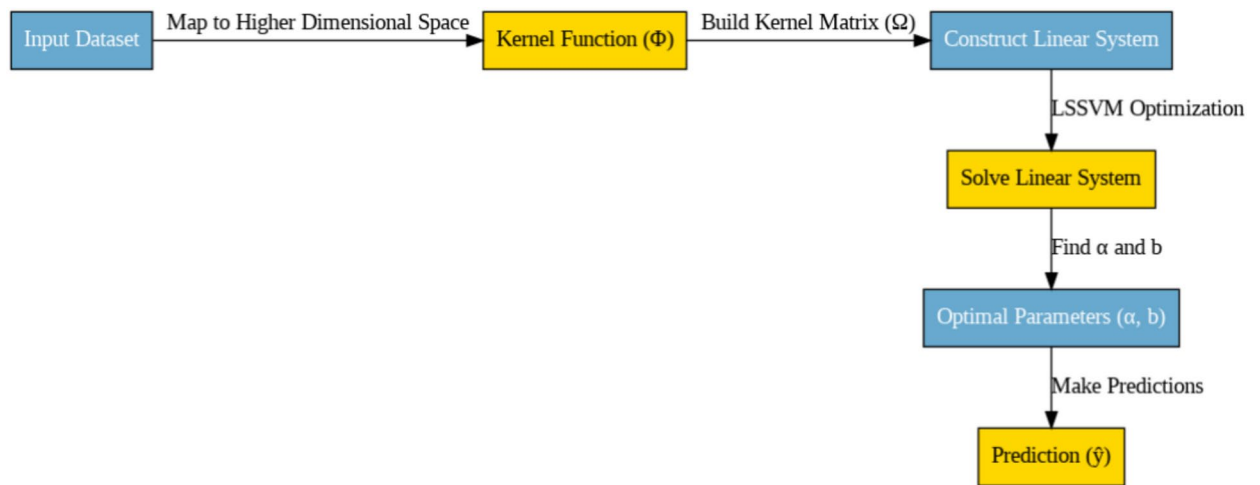 Input Dataset
Map to Higher Dimensional Space
Kernel Function (Φ)
Build Kernel Matrix (Ω)
Construct Linear System
LSSVM Optimization
Solve Linear System
Find α and b
Optimal Parameters (α, b)
Make Predictions
Prediction (ŷ)